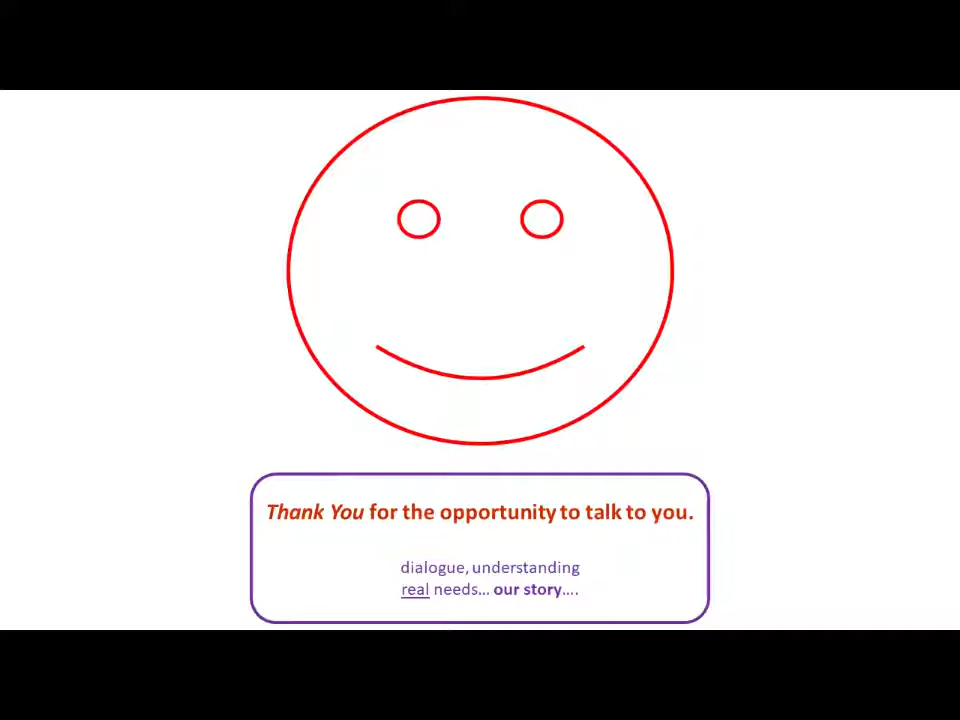 Thank You for the opportunity to talk to you.
dialogue, understanding
real needs... our story....